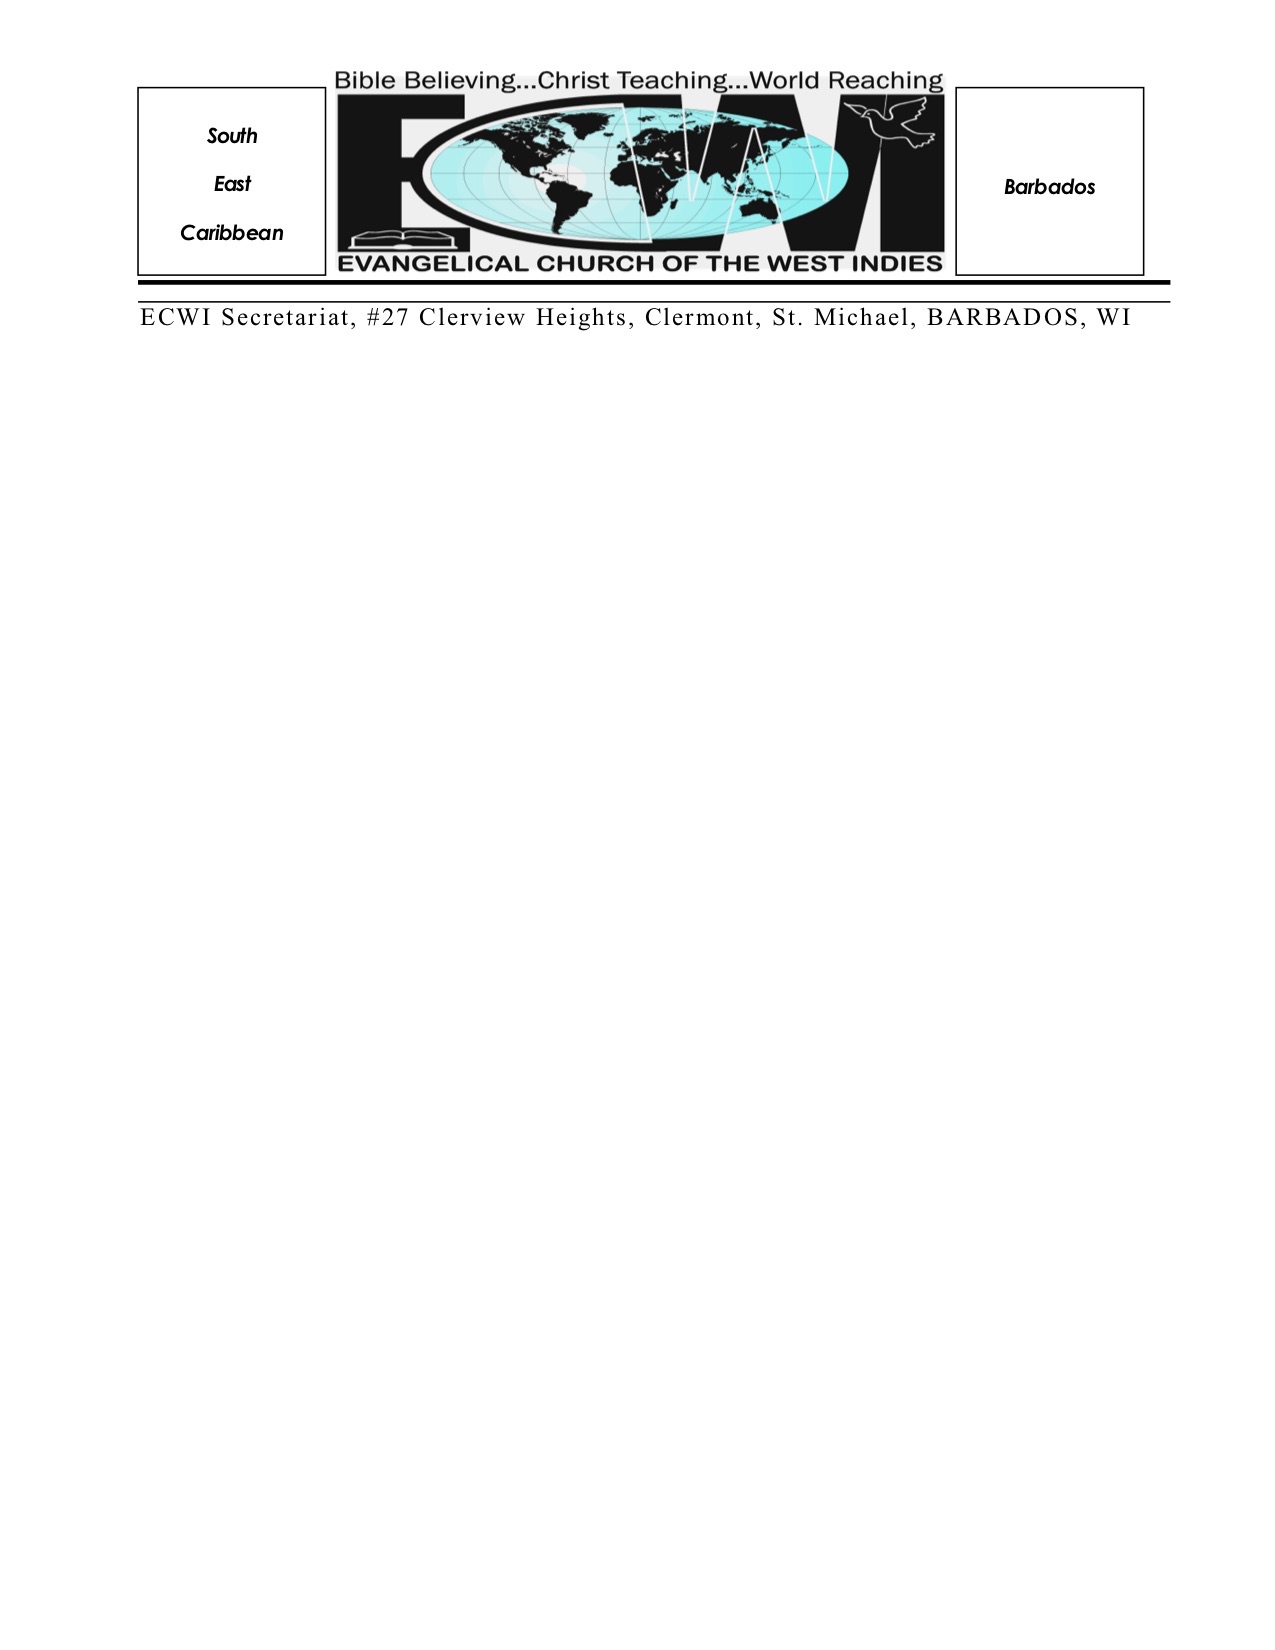 Bible Believing...Christ Teaching...World Reaching
South
East
Caribbean
ECWI
Barbados
EVANGELICAL CHURCH OF THE WEST INDIES
ECWI Secretariat, #27 Clerview Heights, Clermont, St. Michael, BARBADOS, WI